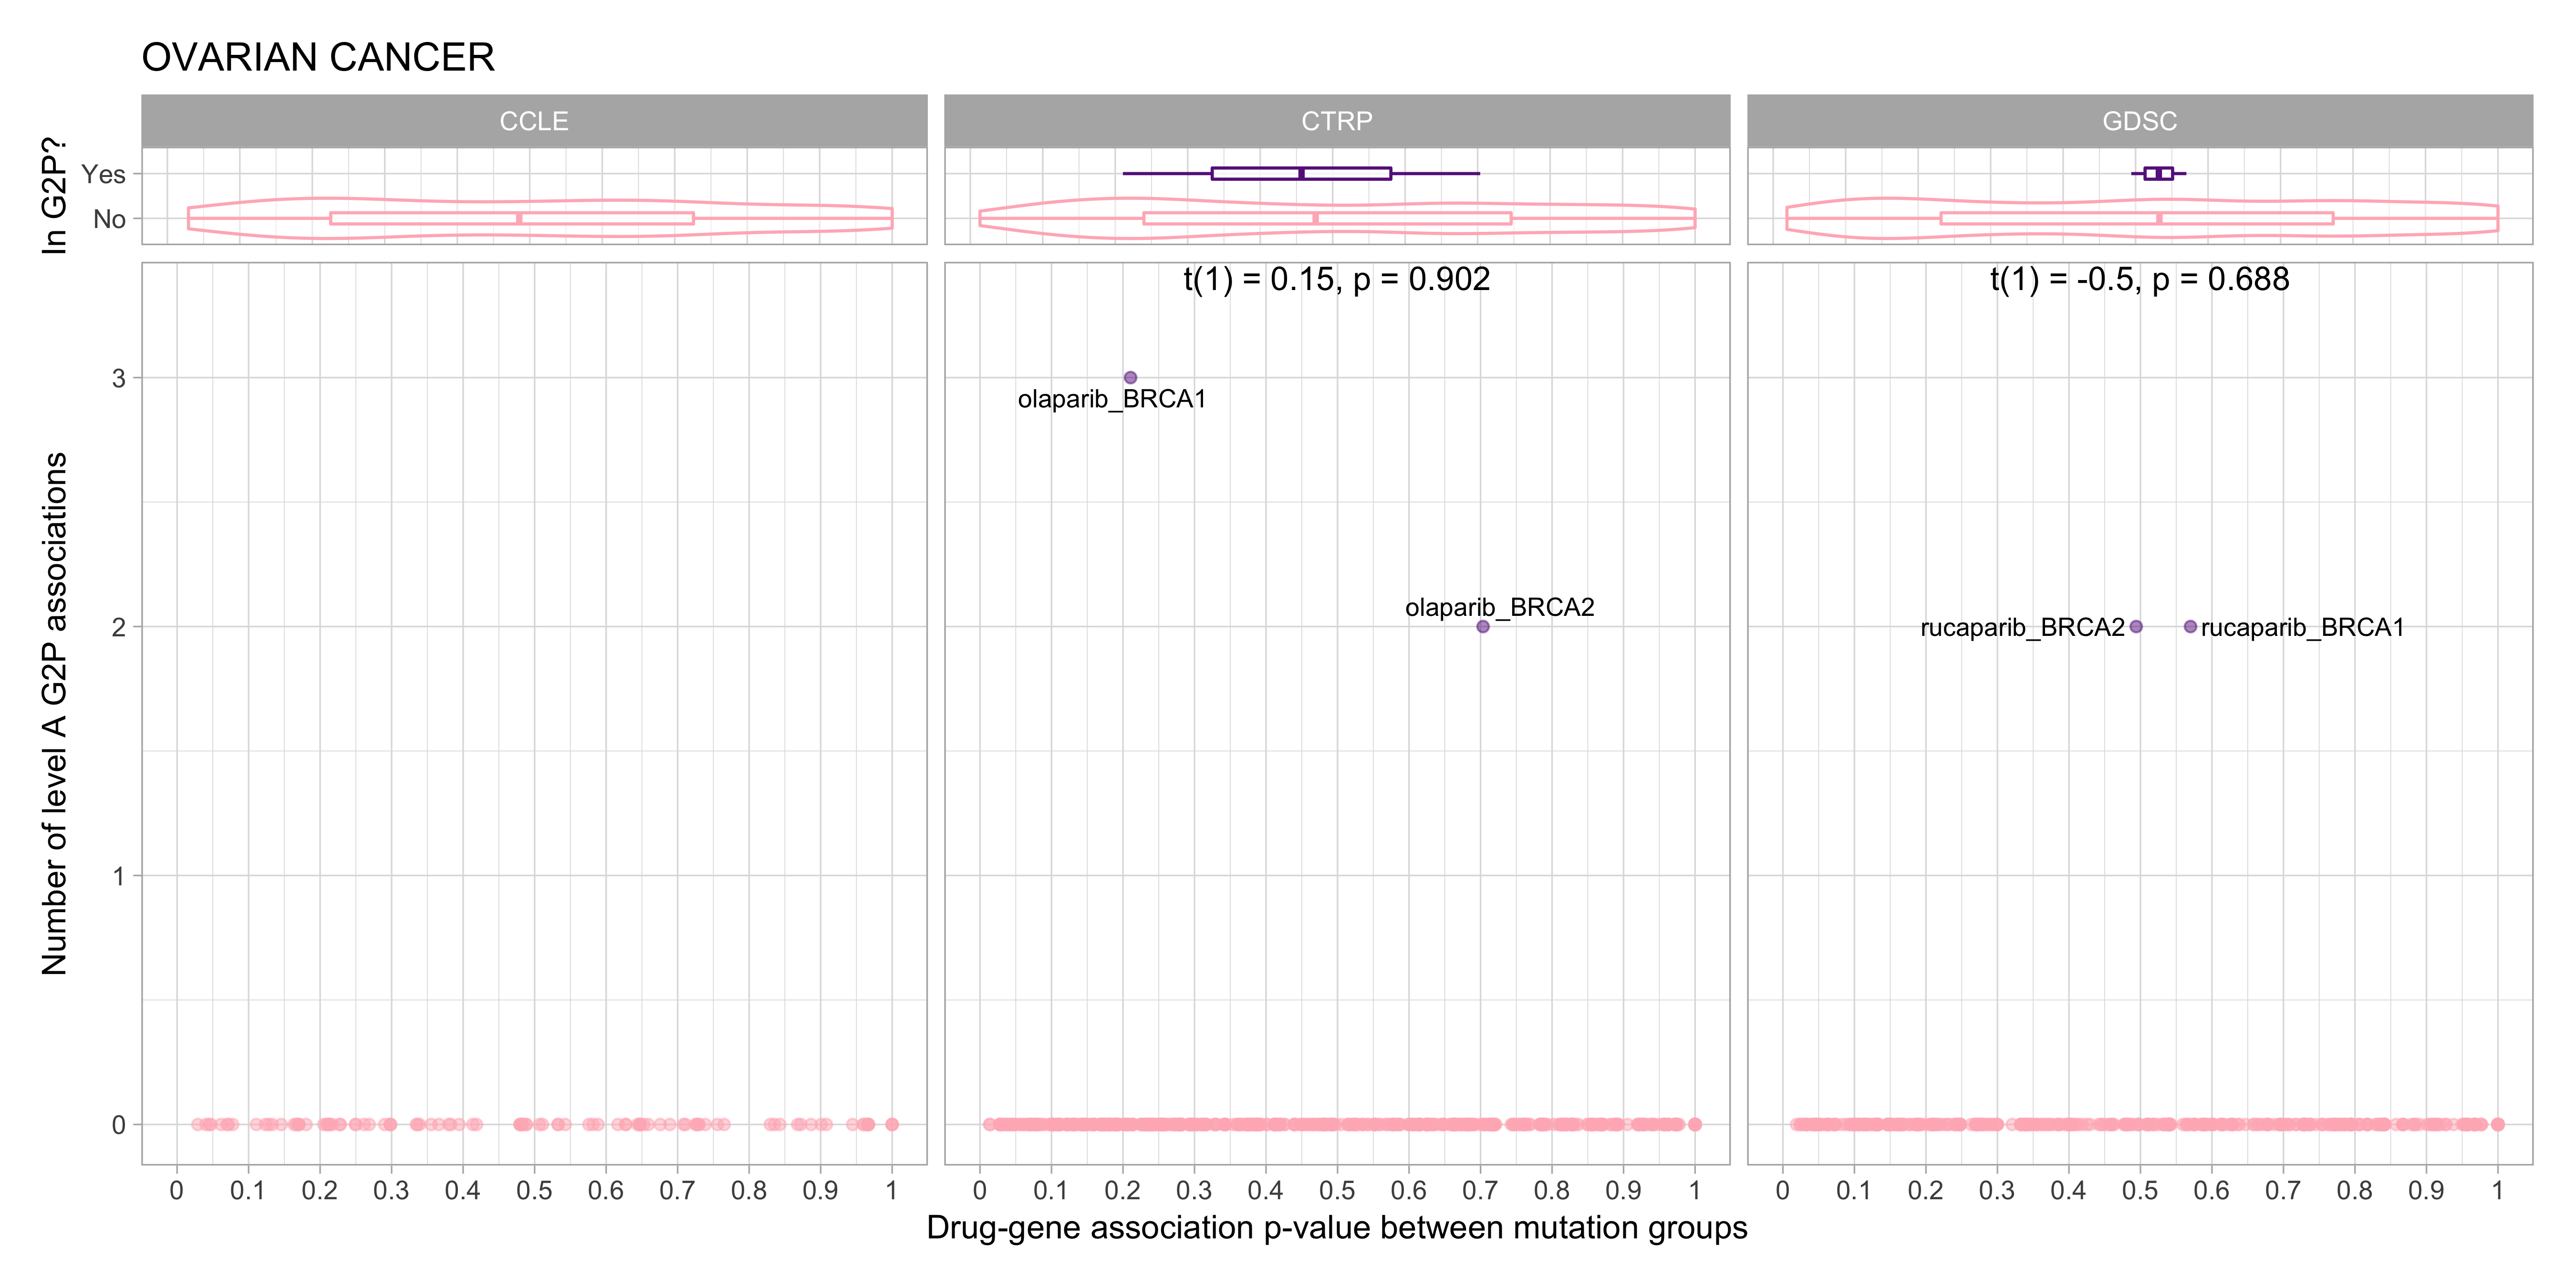 OVARIAN CANCER
CCLE
CTRP
GDSC
In G2P?
Yes
No
t(1) = 0.15, p = 0.902
t(1) = -0.5, p = 0.688
Number of level A G2P associations
3
olaparib_BRCA1
olaparib_BRCA2
2
rucaparib_BRCA2
rucaparib_BRCA1
1
0
0 0.1 0.2 0.3 0.4 0.5 0.6 0.7 0.8 0.9 1
0 0.1 0.2 0.3 0.4 0.5 0.6 0.7 0.8 0.9 1
0 0.1 0.2 0.3 0.4 0.5 0.6 0.7 0.8 0.9 1
Drug-gene association p-value between mutation groups